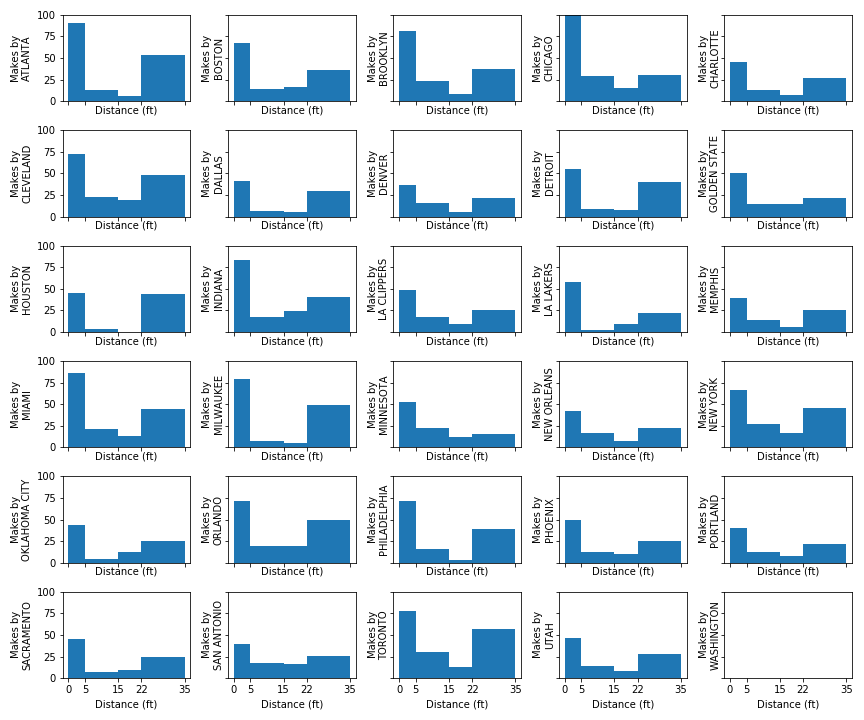 100
75
50
25
0
Makes by
ATLANTA
Distance (ft)
Makes by
BOSTON
Distance (ft)
Makes by
BROOKLYN
Distance (ft)
Makes by
CHICAGO
Distance (ft)
Makes by
CHARLOTTE
Distance (ft)
100
75
50
25
0
Makes by
CLEVELAND
Distance (ft)
Makes by
DALLAS
Distance (ft)
Makes by
DENVER
Distance (ft)
Makes by
DETROIT
Distance (ft)
Makes by
GOLDEN STATE
Distance (ft)
100
75
50
25
0
Makes by
HOUSTON
Distance (ft)
Makes by
INDIANA
Distance (ft)
Makes by
LA CLIPPERS
Distance (ft)
Makes by
LA LAKERS
Distance (ft)
Makes by
MEMPHIS
Distance (ft)
100
75
50
25
0
Makes by
MIAMI
Distance (ft)
Makes by
MILWAUKEE
Distance (ft)
Makes by
MINNESOTA
Distance (ft)
Makes by
NEW ORLEANS
Distance (ft)
Makes by
NEW YORK
Distance (ft)
100
75
50
25
0
Makes by
OKLAHOMA CITY
Distance (ft)
Makes by
ORLANDO
Distance (ft)
Makes by
PHILADELPHIA
Distance (ft)
Makes by
PHOENIX
Distance (ft)
Makes by
PORTLAND
Distance (ft)
100
75
50
25
0
Makes by
SACRAMENTO
0 5 15 22 35
Distance (ft)
Makes by
SAN ANTONIO
0 5 15 22 35
Distance (ft)
Makes by
TORONTO
0 5 15 22 35
Distance (ft)
Makes by
UTAH
0 5 15 22 35
Distance (ft)
Makes by
WASHINGTON
0 5 15 22 35
Distance (ft)